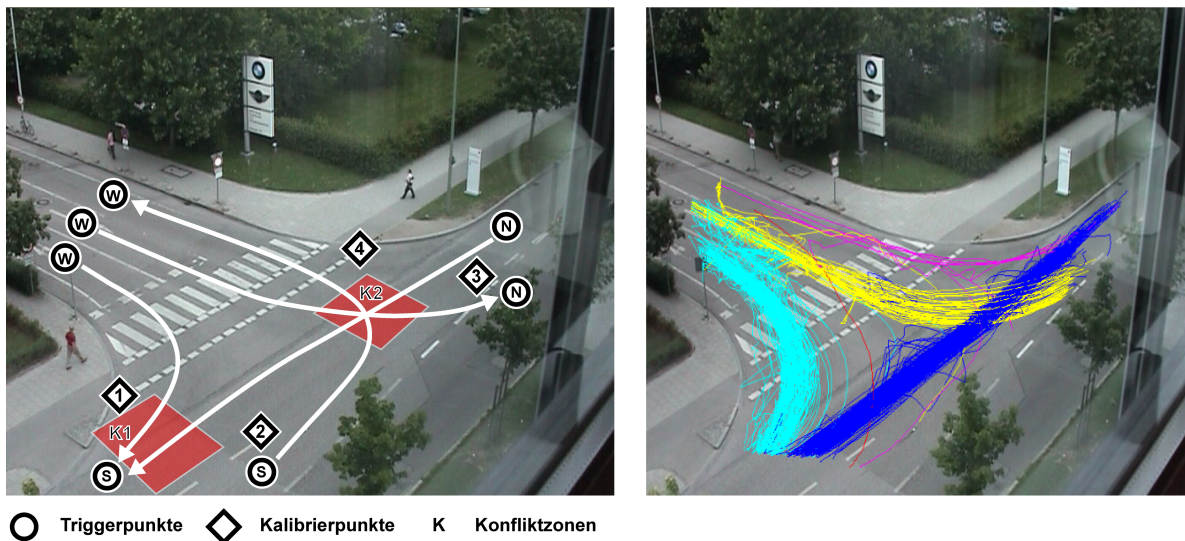 W
W
W
N
N
4
3
K2
1
K1
2
S
S
Triggerpunkte
Kalibrierpunkte
K Konfliktzonen